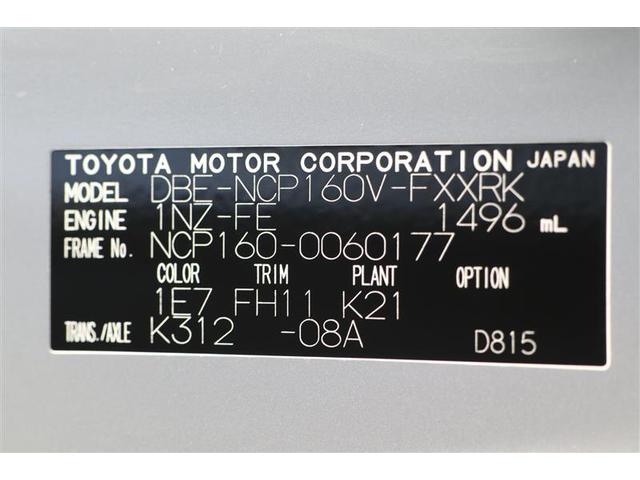 TOYOTA MOTOR CORPORATION JAPAN
MODEL DBE-NCP160V-FXXRK
ENGINE 1NZ-FE 1496 mL
FRAME No. NCP160-0060177
COLOR TRIM PLANT OPTION
1E7 FH11 K21
TRANS./AXLE K312 -08A D815